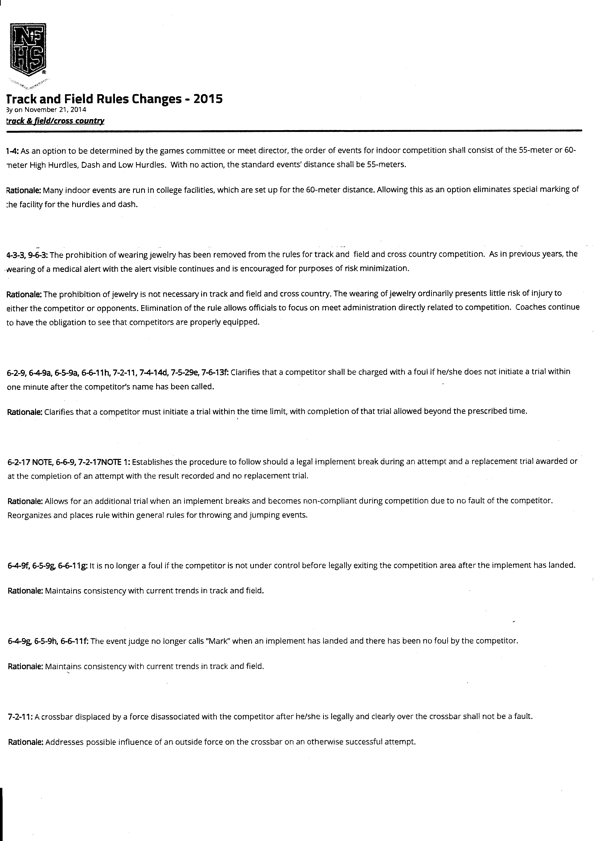 NFHS
Track and Field Rules Changes - 2015
By on November 21, 2014
track & field/cross country
1-4: As an option to be determined by the games committee or meet director, the order of events for indoor competition shall consist of the 55-meter or 60-
meter High Hurdles, Dash and Low Hurdles. With no action, the standard events' distance shall be 55-meters.
Rationale: Many indoor events are run in college facilities, which are set up for the 60-meter distance. Allowing this as an option eliminates special marking of
the facility for the hurdles and dash.
4-3-3, 9-6-3: The prohibition of wearing jewelry has been removed from the rules for track and field and cross country competition. As in previous years, the
wearing of a medical alert with the alert visible continues and is encouraged for purposes of risk minimization.
Rationale: The prohibition of jewelry is not necessary in track and field and cross country. The wearing of jewelry ordinarily presents little risk of injury to
either the competitor or opponents. Elimination of the rule allows officials to focus on meet administration directly related to competition. Coaches continue
to have the obligation to see that competitors are properly equipped.
6-2-9, 6-4-9a, 6-5-9a, 6-6-11h, 7-2-11, 7-4-14d, 7-5-29e, 7-6-13f: Clarifies that a competitor shall be charged with a foul if he/she does not initiate a trial within
one minute after the competitor's name has been called.
Rationale: Clarifies that a competitor must initiate a trial within the time limit, with completion of that trial allowed beyond the prescribed time.
6-2-17 NOTE, 6-6-9, 7-2-17NOTE 1: Establishes the procedure to follow should a legal implement break during an attempt and a replacement trial awarded or
at the completion of an attempt with the result recorded and no replacement trial.
Rationale: Allows for an additional trial when an implement breaks and becomes non-compliant during competition due to no fault of the competitor.
Reorganizes and places rule within general rules for throwing and jumping events.
6-4-9f, 6-5-9g, 6-6-11g: It is no longer a foul if the competitor is not under control before legally exiting the competition area after the implement has landed.
Rationale: Maintains consistency with current trends in track and field.
6-4-9g, 6-5-9h, 6-6-11f: The event judge no longer calls "Mark" when an implement has landed and there has been no foul by the competitor.
Rationale: Maintains consistency with current trends in track and field.
7-2-11: A crossbar displaced by a force disassociated with the competitor after he/she is legally and clearly over the crossbar shall not be a fault.
Rationale: Addresses possible influence of an outside force on the crossbar on an otherwise successful attempt.